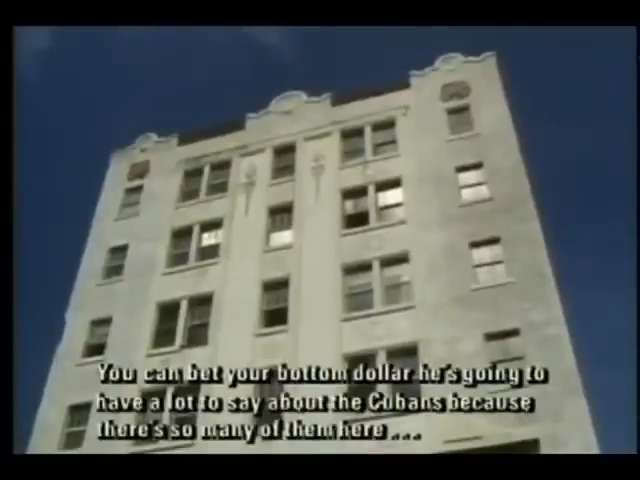 You can bet your bottom dollar he's going to
have a lot to say about the Cubans because
there's so many of them here ...